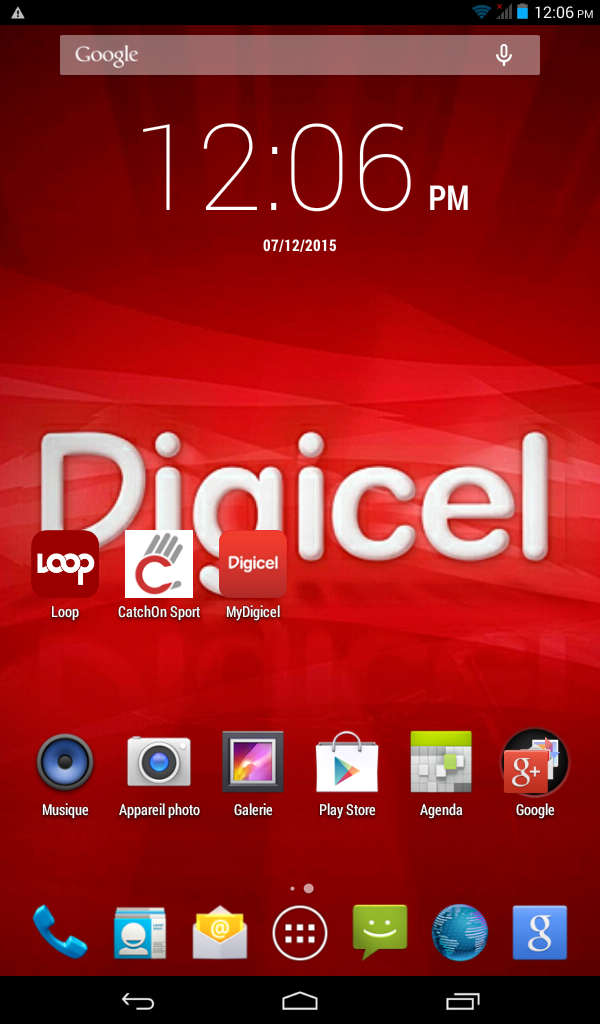 12:06 PM
Google
12:06 PM
07/12/2015
Digicel
LOOP
C
Digicel
Loop
CatchOn Sport
MyDigicel
g+
Musique
Appareil photo
Galerie
Play Store
Agenda
Google
@
g